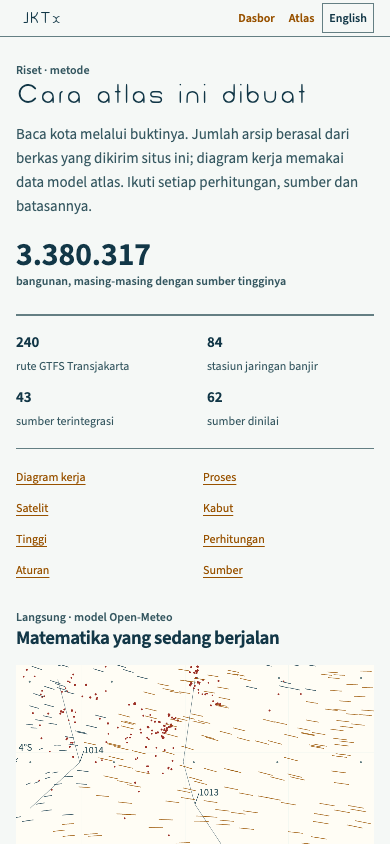 JKTx
Dasbor Atlas English
Riset · metode
Cara atlas ini dibuat
Baca kota melalui buktinya. Jumlah arsip berasal dari
berkas yang dikirim situs ini; diagram kerja memakai
data model atlas. Ikuti setiap perhitungan, sumber dan
batasannya.
3.380.317
bangunan, masing-masing dengan sumber tingginya
240
84
rute GTFS Transjakarta
stasiun jaringan banjir
43
62
sumber terintegrasi
sumber dinilai
Diagram kerja
Proses
Satelit
Kabut
Tinggi
Perhitungan
Aturan
Sumber
Langsung · model Open-Meteo
Matematika yang sedang berjalan
4°S
1014
1013